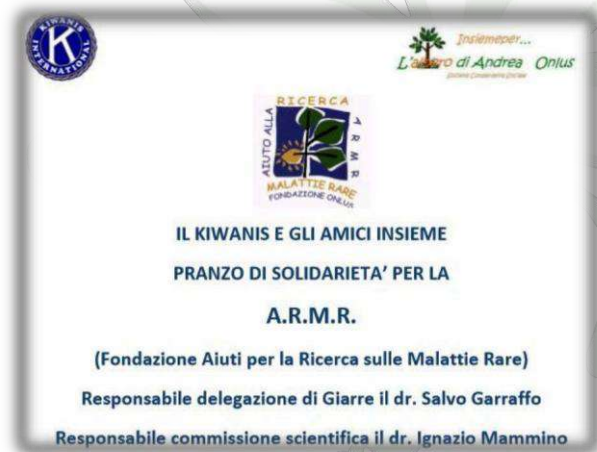 KIWANIS
INTERNATIONAL
Insiemeper...
L'albero di Andrea Onlus
AIUTO ALLA
RICERCA
A R M R
MALATTIE RARE
FONDAZIONE ONLUS
IL KIWANIS E GLI AMICI INSIEME
PRANZO DI SOLIDARIETA' PER LA
A.R.M.R.
(Fondazione Aiuti per la Ricerca sulle Malattie Rare)
Responsabile delegazione di Giarre il dr. Salvo Garraffo
Responsabile commissione scientifica il dr. Ignazio Mammino